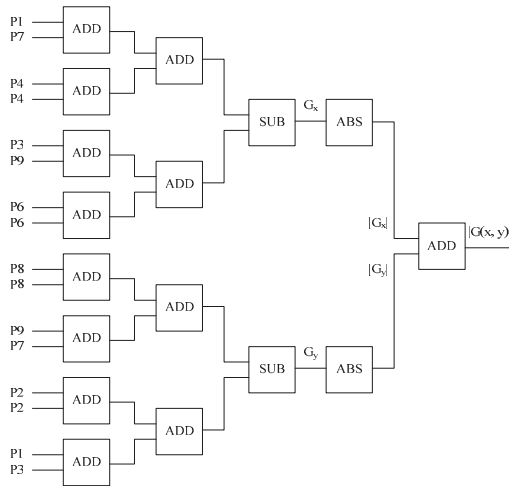 P1
P7
ADD
ADD
P4
P4
ADD
SUB
Gx
ABS
P3
P9
ADD
ADD
P6
P6
ADD
|Gx|
ADD
|G(x, y)
|Gy|
P8
P8
ADD
ADD
P9
P7
ADD
SUB
Gy
ABS
P2
P2
ADD
ADD
P1
P3
ADD